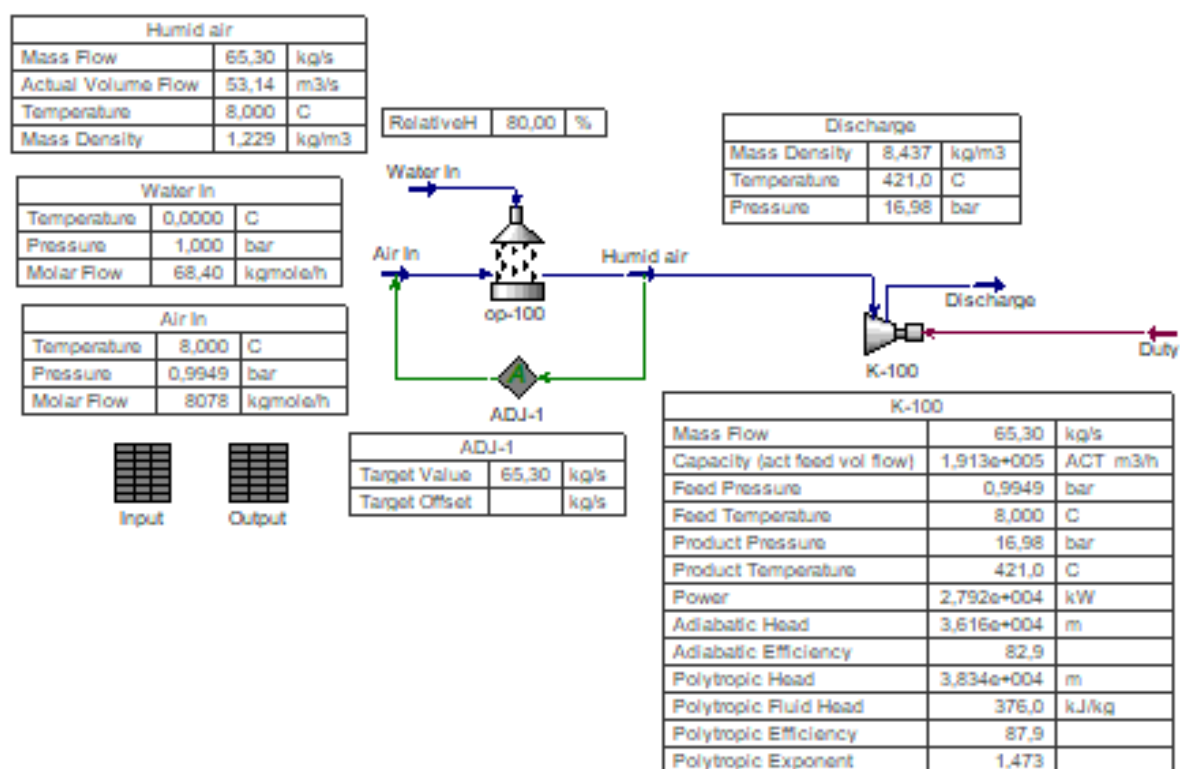 Humid air
Mass Flow 65,30 kg/s
Actual Volume Flow 53,14 m3/s
Temperature 8,000 C
Mass Density 1,229 kg/m3
RelativeH 80,00 %
Discharge
Mass Density 8,437 kg/m3
Temperature 421,0 C
Pressure 16,98 bar
Water In
Temperature 0,0000 C
Pressure 1,000 bar
Molar Flow 68,40 kgmole/h
Water In
Air In
Humid air
op-100
Discharge
Duty
K-100
ADJ-1
A
Air In
Temperature 8,000 C
Pressure 0,9949 bar
Molar Flow 8078 kgmole/h
Input
Output
ADJ-1
Target Value 65,30 kg/s
Target Offset kg/s
K-100
Mass Flow 65,30 kg/s
Capacity (act feed vol flow) 1,913e+005 ACT m3/h
Feed Pressure 0,9949 bar
Feed Temperature 8,000 C
Product Pressure 16,98 bar
Product Temperature 421,0 C
Power 2,792e+004 kW
Adiabatic Head 3,616e+004 m
Adiabatic Efficiency 82,9
Polytropic Head 3,834e+004 m
Polytropic Fluid Head 376,0 kJ/kg
Polytropic Efficiency 87,9
Polytropic Exponent 1,473